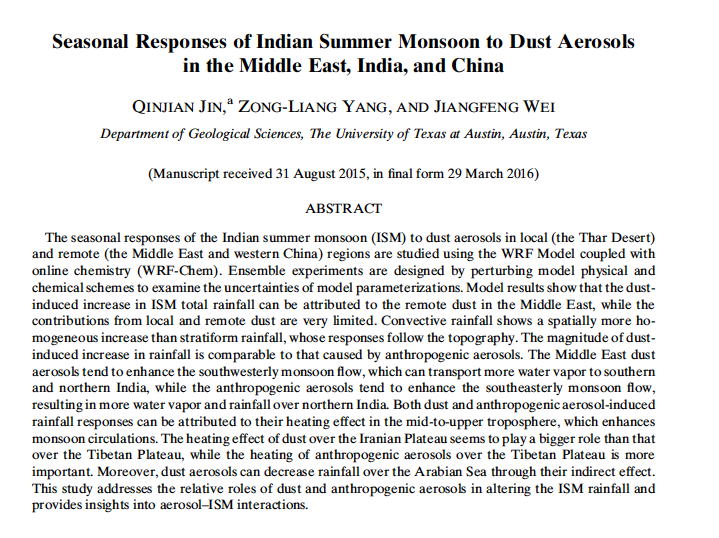 Seasonal Responses of Indian Summer Monsoon to Dust Aerosols
in the Middle East, India, and China
QINJIAN JIN,a ZONG-LIANG YANG, AND JIANGFENG WEI
Department of Geological Sciences, The University of Texas at Austin, Austin, Texas
(Manuscript received 31 August 2015, in final form 29 March 2016)
ABSTRACT
The seasonal responses of the Indian summer monsoon (ISM) to dust aerosols in local (the Thar Desert)
and remote (the Middle East and western China) regions are studied using the WRF Model coupled with
online chemistry (WRF-Chem). Ensemble experiments are designed by perturbing model physical and
chemical schemes to examine the uncertainties of model parameterizations. Model results show that the dust-
induced increase in ISM total rainfall can be attributed to the remote dust in the Middle East, while the
contributions from local and remote dust are very limited. Convective rainfall shows a spatially more ho-
mogeneous increase than stratiform rainfall, whose responses follow the topography. The magnitude of dust-
induced increase in rainfall is comparable to that caused by anthropogenic aerosols. The Middle East dust
aerosols tend to enhance the southwesterly monsoon flow, which can transport more water vapor to southern
and northern India, while the anthropogenic aerosols tend to enhance the southeasterly monsoon flow,
resulting in more water vapor and rainfall over northern India. Both dust and anthropogenic aerosol-induced
rainfall responses can be attributed to their heating effect in the mid-to-upper troposphere, which enhances
monsoon circulations. The heating effect of dust over the Iranian Plateau seems to play a bigger role than that
over the Tibetan Plateau, while the heating of anthropogenic aerosols over the Tibetan Plateau is more
important. Moreover, dust aerosols can decrease rainfall over the Arabian Sea through their indirect effect.
This study addresses the relative roles of dust and anthropogenic aerosols in altering the ISM rainfall and
provides insights into aerosol–ISM interactions.